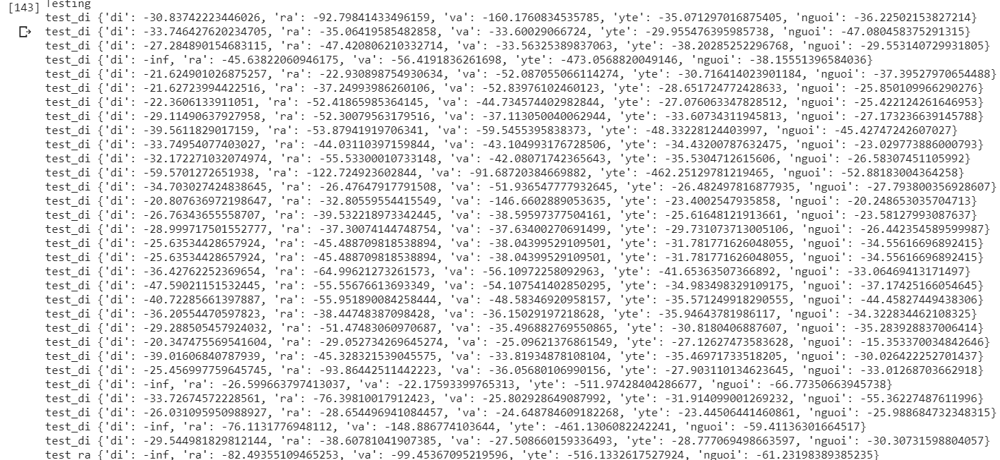 [143] Testing
test_di {'di': -30.83742223446026, 'ra': -92.79841433496159, 'va': -160.1760834535785, 'yte': -35.071297016875405, 'nguoi': -36.22502153827214}
test_di {'di': -33.746427620234705, 'ra': -35.06419585482858, 'va': -33.60029066724, 'yte': -29.955476395985738, 'nguoi': -47.080458375291315}
test_di {'di': -27.284890154683115, 'ra': -47.420806210332714, 'va': -33.56325389837063, 'yte': -38.20285252296768, 'nguoi': -29.553140729931805}
test_di {'di': -inf, 'ra': -45.63822060946175, 'va': -56.4191836261698, 'yte': -473.0568820049146, 'nguoi': -38.15551396584036}
test_di {'di': -21.624901026875257, 'ra': -22.930898754930634, 'va': -52.087055066114274, 'yte': -30.716414023901184, 'nguoi': -37.39527970654488}
test_di {'di': -21.62723994422516, 'ra': -37.24993986260106, 'va': -52.83976102460123, 'yte': -28.651724772428633, 'nguoi': -25.850109966290276}
test_di {'di': -22.3606133911051, 'ra': -52.41865985364145, 'va': -44.734574402982844, 'yte': -27.076063347828512, 'nguoi': -25.422124261646953}
test_di {'di': -29.11490637927958, 'ra': -52.30079563179516, 'va': -37.113050040062944, 'yte': -33.60734311945813, 'nguoi': -27.173236639145788}
test_di {'di': -39.5611829017159, 'ra': -53.87941919706341, 'va': -59.5455395838373, 'yte': -48.33228124403997, 'nguoi': -45.42747242607027}
test_di {'di': -33.74954077403027, 'ra': -44.03110397159844, 'va': -43.104993176728506, 'yte': -34.43200787632475, 'nguoi': -23.029773886000793}
test_di {'di': -32.172271032074974, 'ra': -55.53300010733148, 'va': -42.08071742365643, 'yte': -35.5304712615606, 'nguoi': -26.58307451105992}
test_di {'di': -59.5701272651938, 'ra': -122.724923602844, 'va': -91.68720384669882, 'yte': -462.25129781219465, 'nguoi': -52.88183004364258}
test_di {'di': -34.703027424838645, 'ra': -26.47647917791508, 'va': -51.936547777932645, 'yte': -26.482497816877935, 'nguoi': -27.793800356928607}
test_di {'di': -20.807636972198647, 'ra': -32.80559554415549, 'va': -146.6602889053635, 'yte': -23.4002547935858, 'nguoi': -20.248653035704713}
test_di {'di': -26.76343655558707, 'ra': -39.532218973342445, 'va': -38.59597377504161, 'yte': -25.61648121913661, 'nguoi': -23.58127993087637}
test_di {'di': -28.999717501552777, 'ra': -37.30074144748754, 'va': -37.63400270691499, 'yte': -29.731073713005106, 'nguoi': -26.442354589599987}
test_di {'di': -25.63534428657924, 'ra': -45.488709818538894, 'va': -38.04399529109501, 'yte': -31.781771626048055, 'nguoi': -34.55616696892415}
test_di {'di': -25.63534428657924, 'ra': -45.488709818538894, 'va': -38.04399529109501, 'yte': -31.781771626048055, 'nguoi': -34.55616696892415}
test_di {'di': -36.42762252369654, 'ra': -64.99621273261573, 'va': -56.10972258092963, 'yte': -41.65363507366892, 'nguoi': -33.06469413171497}
test_di {'di': -47.59021151532445, 'ra': -55.55676613693349, 'va': -54.107541402850295, 'yte': -34.983498329109175, 'nguoi': -37.17425166054645}
test_di {'di': -40.72285661397887, 'ra': -55.951890084258444, 'va': -48.58346920958157, 'yte': -35.571249918290555, 'nguoi': -44.45827449438306}
test_di {'di': -36.20554470597823, 'ra': -38.44748387098428, 'va': -36.15029197218628, 'yte': -35.94643781986117, 'nguoi': -34.322834462108325}
test_di {'di': -29.288505457924032, 'ra': -51.47483060970687, 'va': -35.496882769550865, 'yte': -30.8180406887607, 'nguoi': -35.283928837006414}
test_di {'di': -20.347475569541604, 'ra': -29.052734269645274, 'va': -25.09621376861549, 'yte': -27.12627473583628, 'nguoi': -15.353370034842646}
test_di {'di': -39.01606840787939, 'ra': -45.328321539045575, 'va': -33.81934878108104, 'yte': -35.46971733518205, 'nguoi': -30.026422252701437}
test_di {'di': -25.456997759645745, 'ra': -93.86442511442223, 'va': -36.05680106990156, 'yte': -27.903110134623645, 'nguoi': -33.01268703662918}
test_di {'di': -inf, 'ra': -26.599663797413037, 'va': -22.17593399765313, 'yte': -511.97428404286677, 'nguoi': -66.77350663945738}
test_di {'di': -33.72674572228561, 'ra': -76.39810017912423, 'va': -25.802928649087992, 'yte': -31.914099001269232, 'nguoi': -55.36227487611996}
test_di {'di': -26.031095950988927, 'ra': -28.654496941084457, 'va': -24.648784609182268, 'yte': -23.44506441460861, 'nguoi': -25.988684732348315}
test_di {'di': -inf, 'ra': -76.1131776948112, 'va': -148.886774103644, 'yte': -461.1306082242241, 'nguoi': -59.41136301664517}
test_di {'di': -29.544981829812144, 'ra': -38.60781041907385, 'va': -27.508660159336493, 'yte': -28.777069498663597, 'nguoi': -30.30731598804057}
test_ra {'di': -inf, 'ra': -82.49355109465253, 'va': -99.45367095219596, 'yte': -516.1332617527924, 'nguoi': -61.23198389385235}